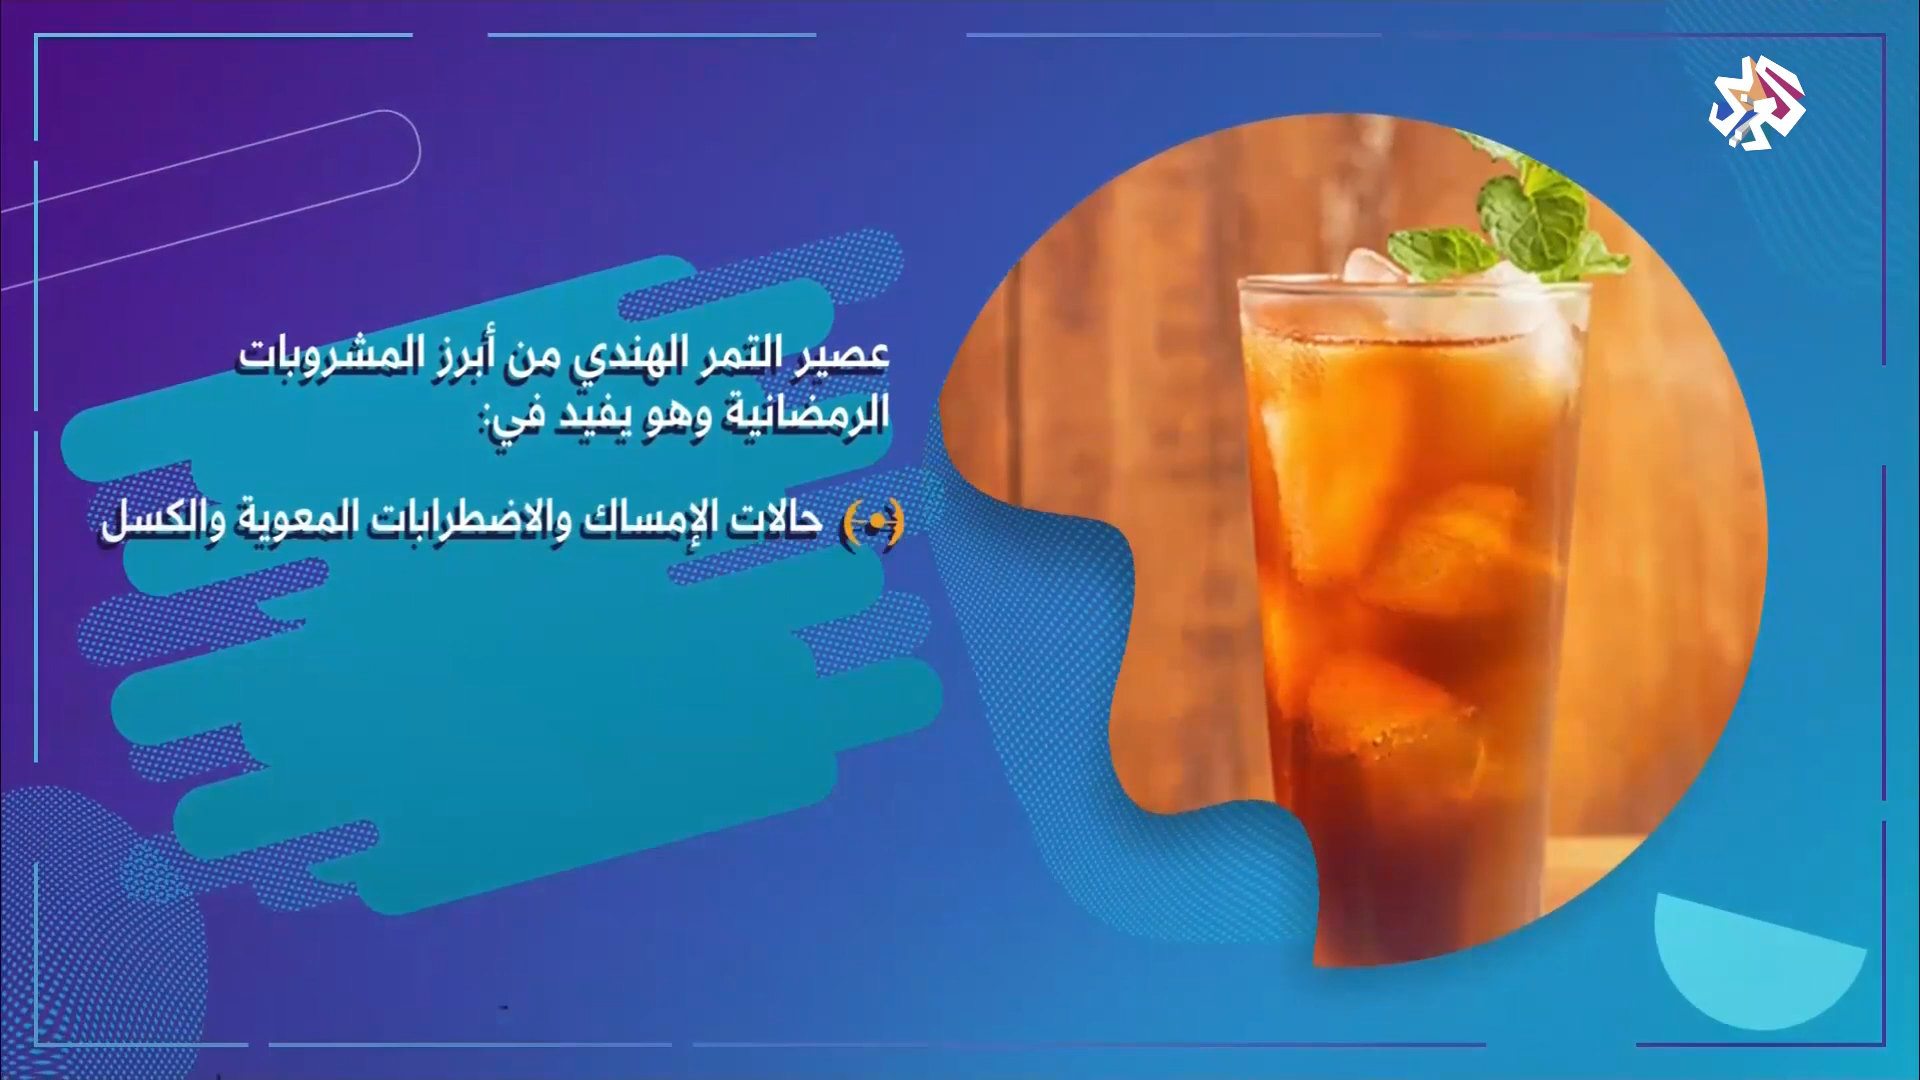 عصير التمر الهندي من أبرز المشروبات
الرمضانية وهو يفيد في:
حالات الإمساك والاضطرابات المعوية والكسل